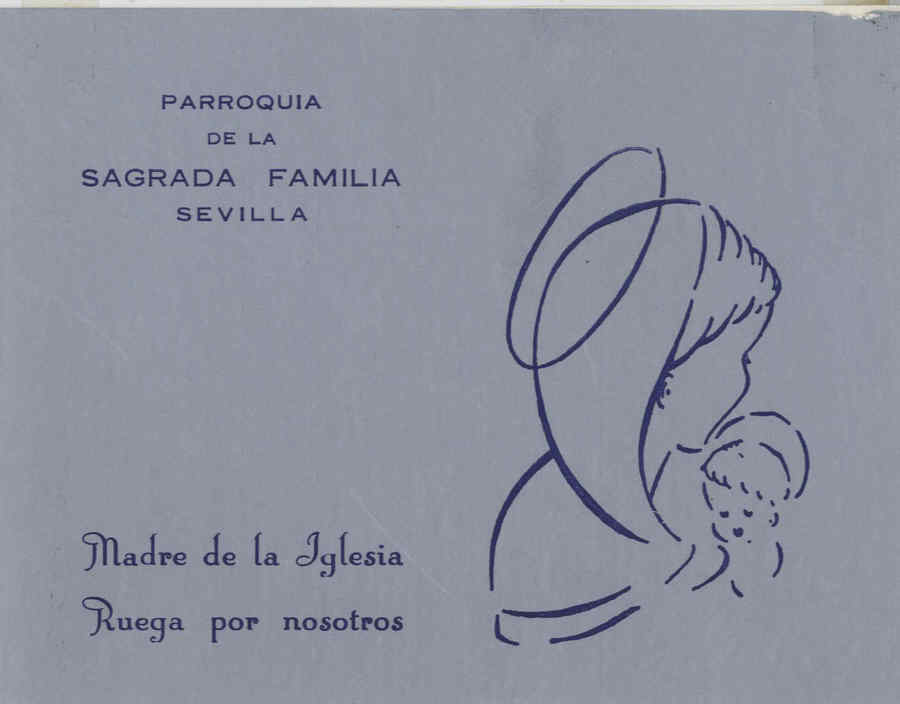 PARROQUIA
DE LA
SAGRADA FAMILIA
SEVILLA
Madre de la Iglesia
Ruega por nosotros